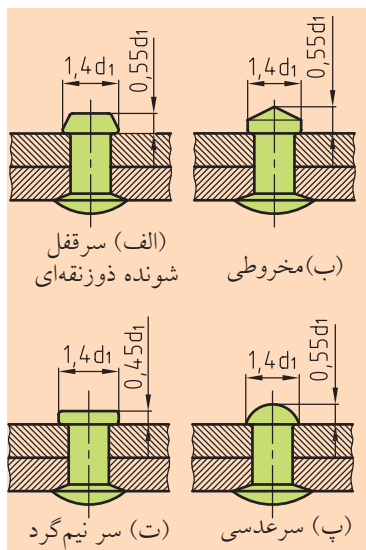 1,4d1
0,55d1
1,4d1
0,55d1
(الف) سرقفل
شونده ذوزنقه‌ای
(ب)مخروطی
1,4d1
0,45d1
1,4d1
0,55d1
(ت) سر نیم‌گرد
(پ) سرعدسی